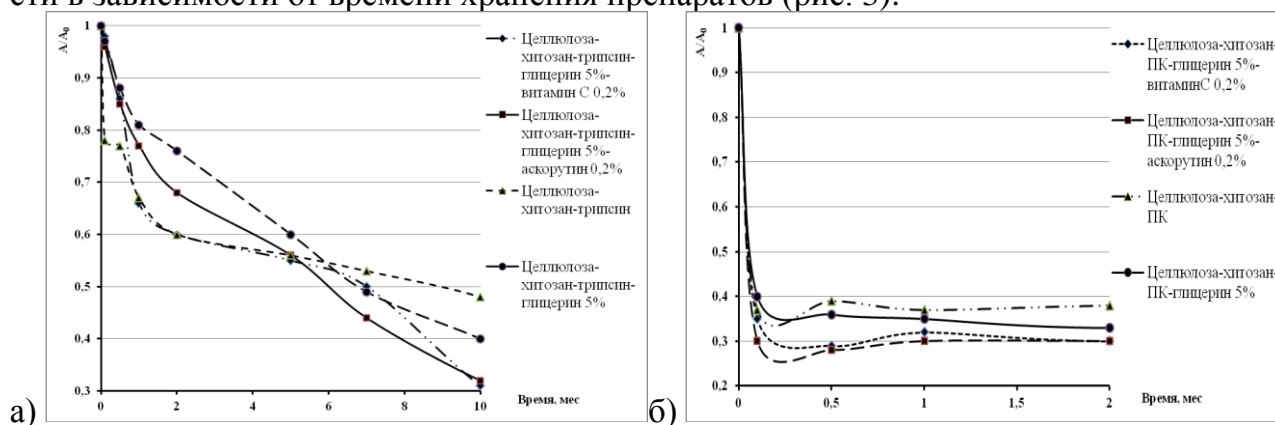 сти в зависимости от времени хранения препаратов (рис. 3).
A/A₀
1
0,9
0,8
0,7
0,6
0,5
0,4
0,3
0
2
4
6
8
10
Время, мес
Целлюлоза-
хитозан-трипсин-
глицерин 5%-
витамин С 0,2%
Целлюлоза-
хитозан-трипсин-
глицерин 5%-
аскорутин 0,2%
Целлюлоза-
хитозан-трипсин
Целлюлоза-
хитозан-трипсин-
глицерин 5%
а)
A/A₀
1
0,9
0,8
0,7
0,6
0,5
0,4
0,3
0,2
0
0,5
1
1,5
2
Время, мес
Целлюлоза-хитозан-
ПК-глицерин 5%-
витаминС 0,2%
Целлюлоза-хитозан-
ПК-глицерин 5%-
аскорутин 0,2%
Целлюлоза-хитозан-
ПК
Целлюлоза-хитозан-
ПК-глицерин 5%
б)